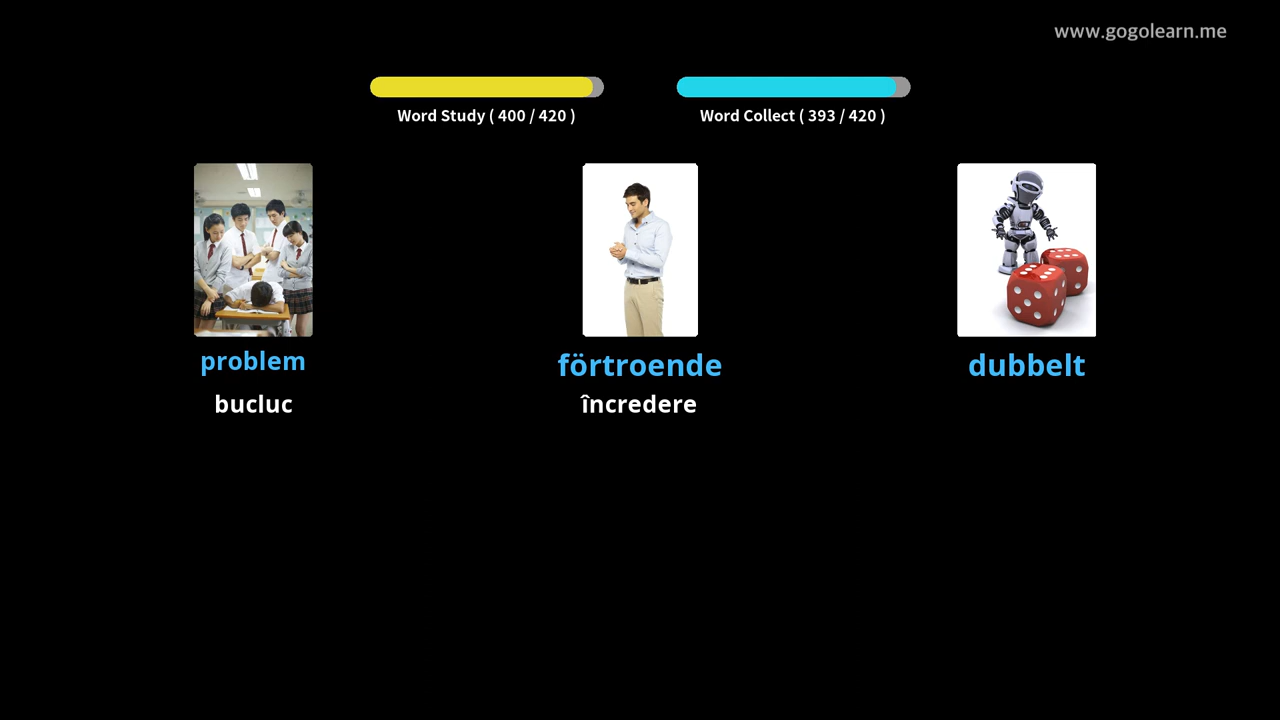 www.gogolearn.me
Word Study ( 400 / 420 )
Word Collect ( 393 / 420 )
problem
förtroende
dubbelt
bucluc
încredere